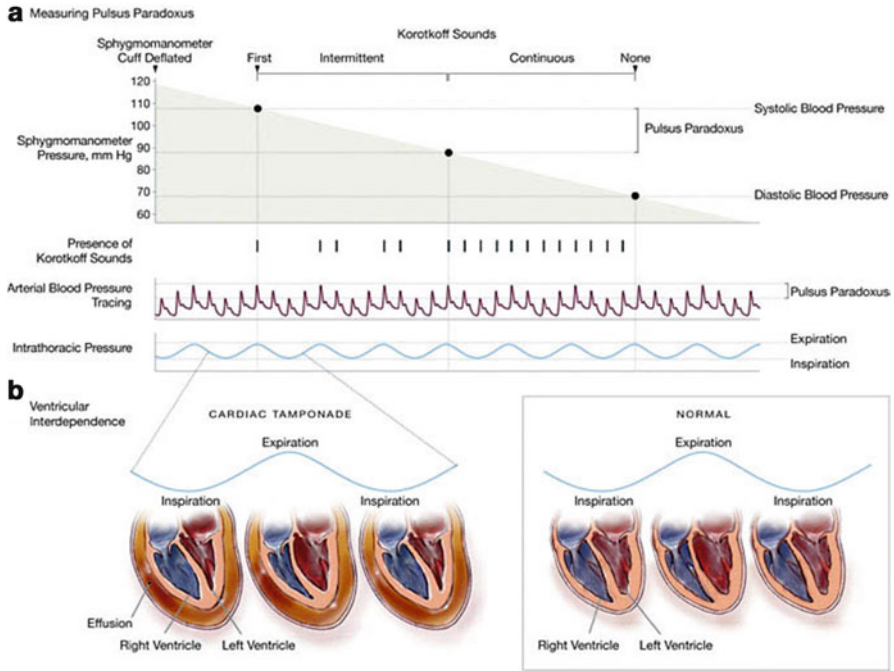 a Measuring Pulsus Paradoxus
Korotkoff Sounds
Sphygmomanometer
Cuff Deflated
First
Intermittent
Continuous
None
120
110
100
90
80
70
60
Sphygmomanometer
Pressure, mm Hg
Systolic Blood Pressure
Pulsus Paradoxus
Diastolic Blood Pressure
Presence of
Korotkoff Sounds
Arterial Blood Pressure
Tracing
Pulsus Paradoxus
Intrathoracic Pressure
Expiration
Inspiration
b
Ventricular
Interdependence
CARDIAC TAMPONADE
Expiration
Inspiration
Inspiration
Effusion
Right Ventricle
Left Ventricle
NORMAL
Expiration
Inspiration
Inspiration
Right Ventricle
Left Ventricle